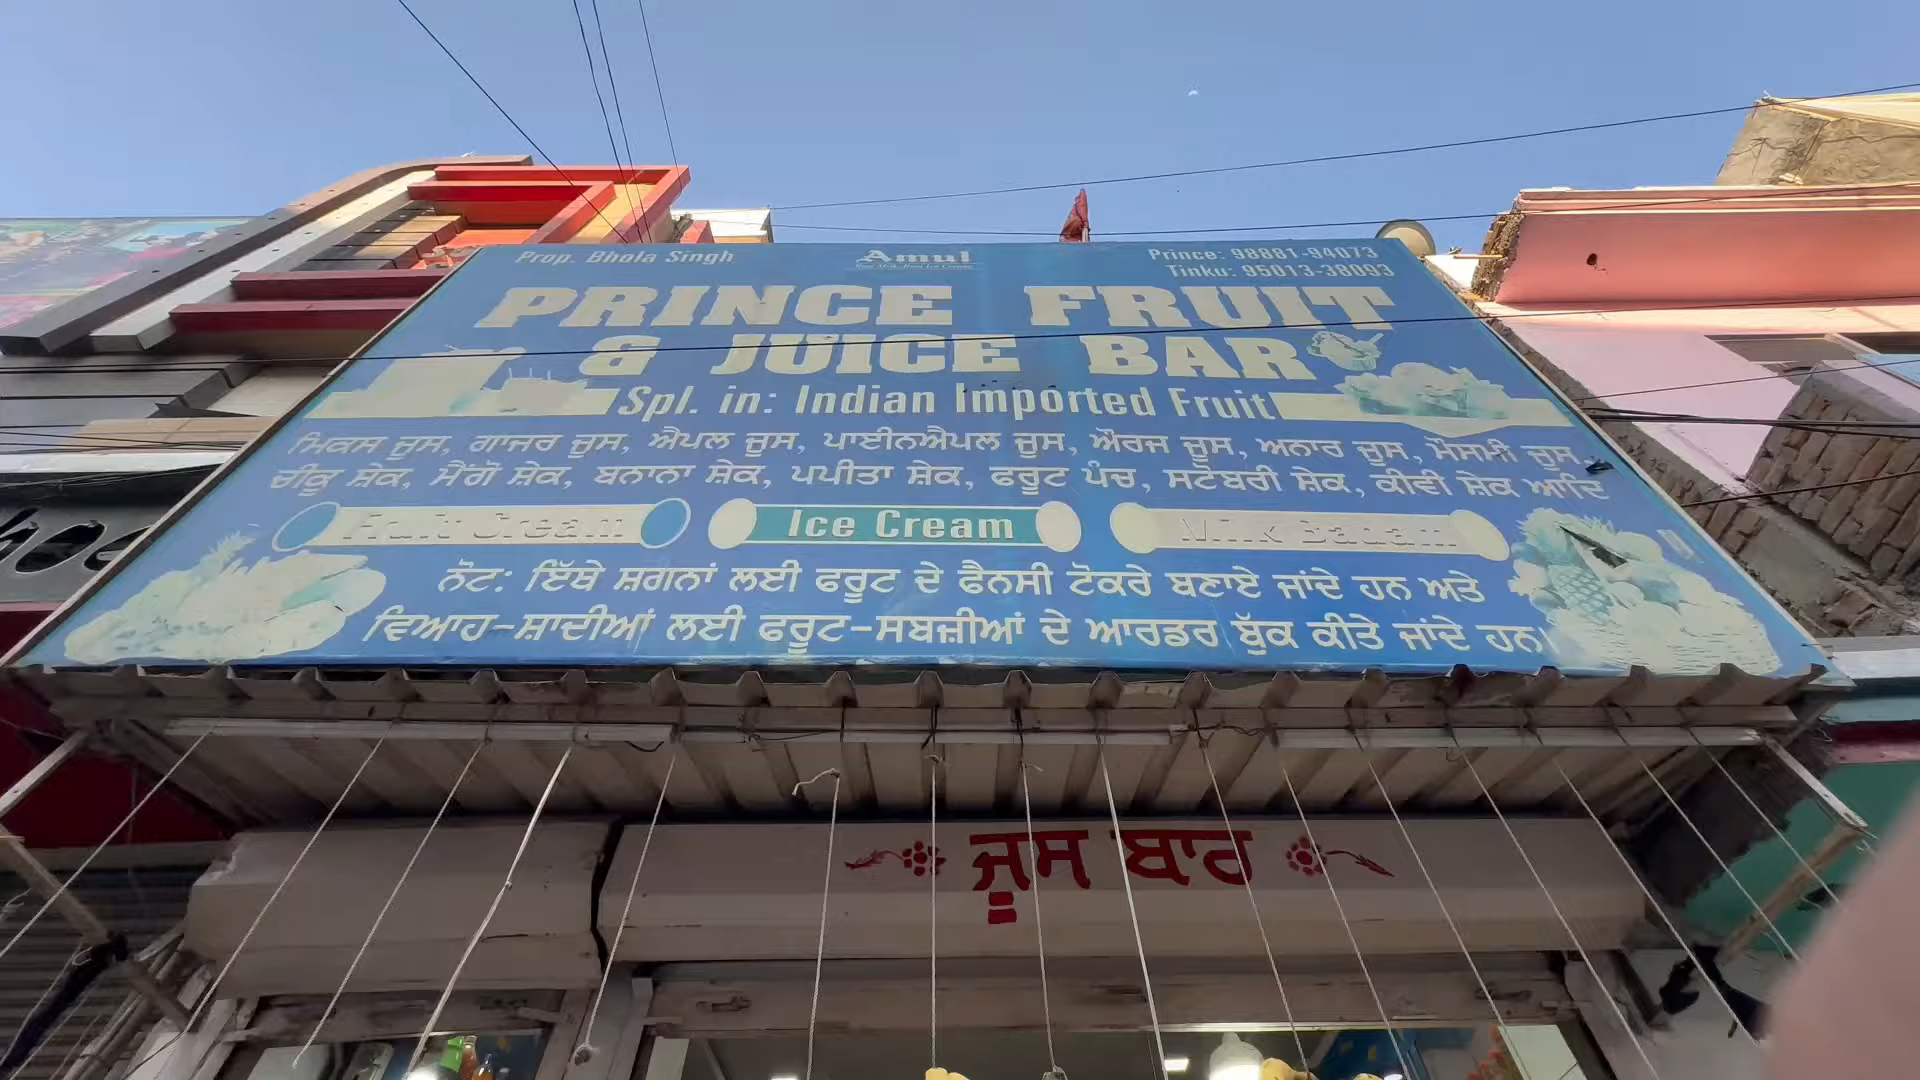 Prop. Bhola Singh
Amul
Prince: 98881-94073
Tinku: 95013-38093
PRINCE FRUIT
& JUICE BAR
Spl. in: Indian Imported Fruit
ਮਿਕਸ ਜੂਸ, ਗਾਜਰ ਜੂਸ, ਐਪਲ ਜੂਸ, ਪਾਈਨਐਪਲ ਜੂਸ, ਔਰਜ ਜੂਸ, ਅਨਾਰ ਜੂਸ, ਮੌਸਮੀ ਜੂਸ,
ਚੀਕੂ ਸ਼ੇਕ, ਮੈਂਗੋ ਸ਼ੇਕ, ਬਨਾਨਾ ਸ਼ੇਕ, ਪਪੀਤਾ ਸ਼ੇਕ, ਫਰੂਟ ਪੰਚ, ਸਟੋਬਰੀ ਸ਼ੇਕ, ਕੀਵੀ ਸ਼ੇਕ ਆਦਿ
Fruit Cream
Ice Cream
Milk Badam
ਨੋਟ: ਇੱਥੇ ਸ਼ਗਨਾਂ ਲਈ ਫਰੂਟ ਦੇ ਫੈਨਸੀ ਟੋਕਰੇ ਬਣਾਏ ਜਾਂਦੇ ਹਨ ਅਤੇ
ਵਿਆਹ-ਸ਼ਾਦੀਆਂ ਲਈ ਫਰੂਟ-ਸਬਜ਼ੀਆਂ ਦੇ ਆਰਡਰ ਬੁੱਕ ਕੀਤੇ ਜਾਂਦੇ ਹਨ।
ਜੂਸ ਬਾਰ